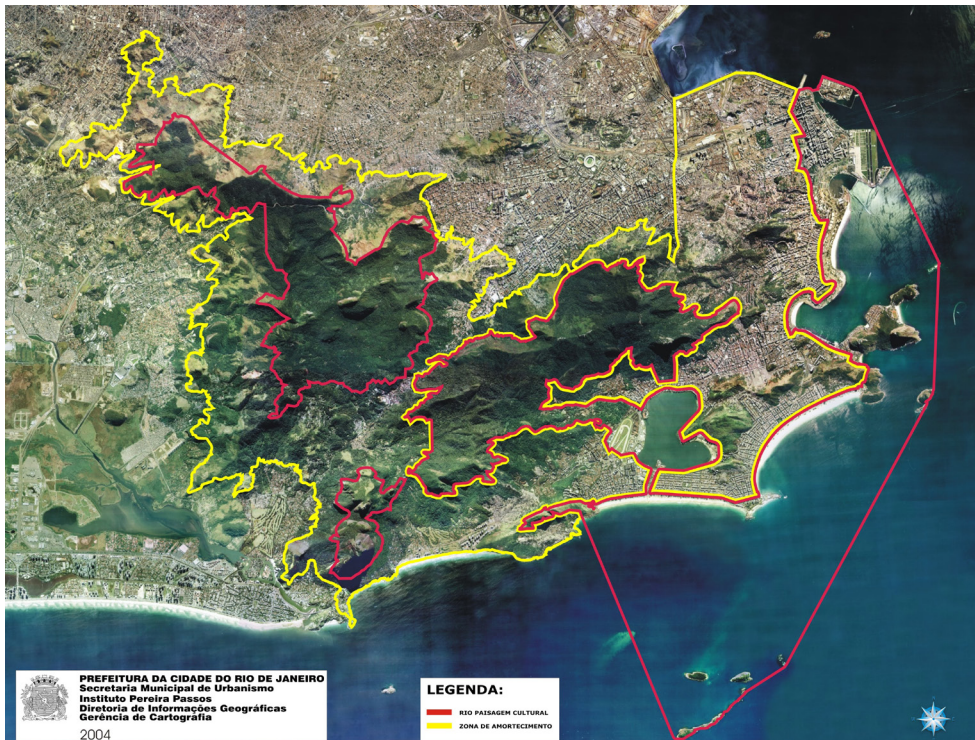 PREFEITURA DA CIDADE DO RIO DE JANEIRO
Secretaria Municipal de Urbanismo
Instituto Pereira Passos
Diretoria de Informações Geográficas
Gerência de Cartografia
2004
LEGENDA:
RIO PAISAGEM CULTURAL
ZONA DE AMORTECIMENTO